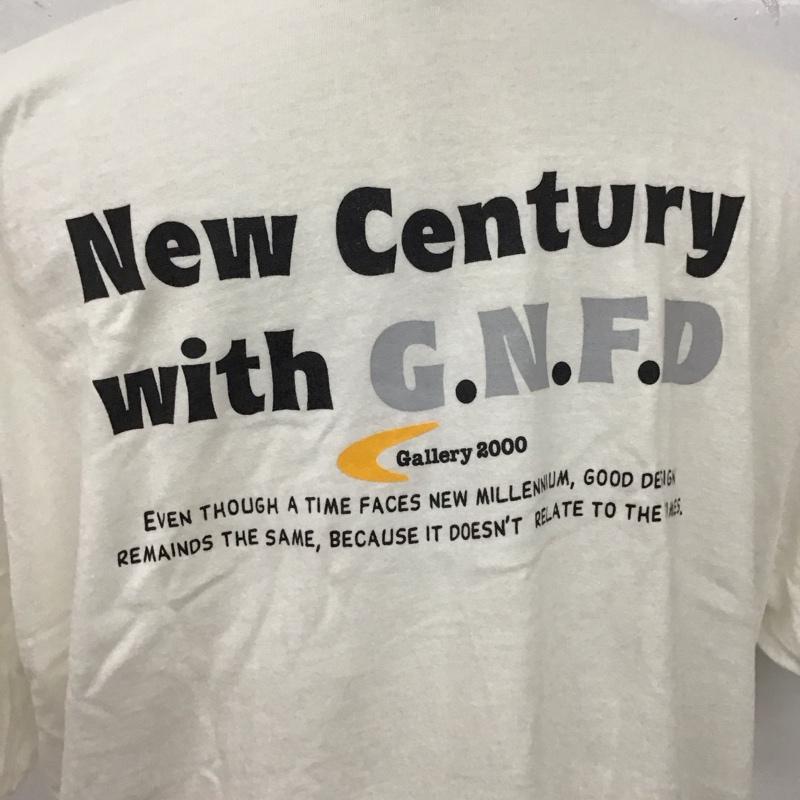 New Century
with G.N.F.D
Gallery 2000
EVEN THOUGH A TIME FACES NEW MILLENNIUM, GOOD DESIGN
REMAINDS THE SAME, BECAUSE IT DOESN'T RELATE TO THE TIMES.